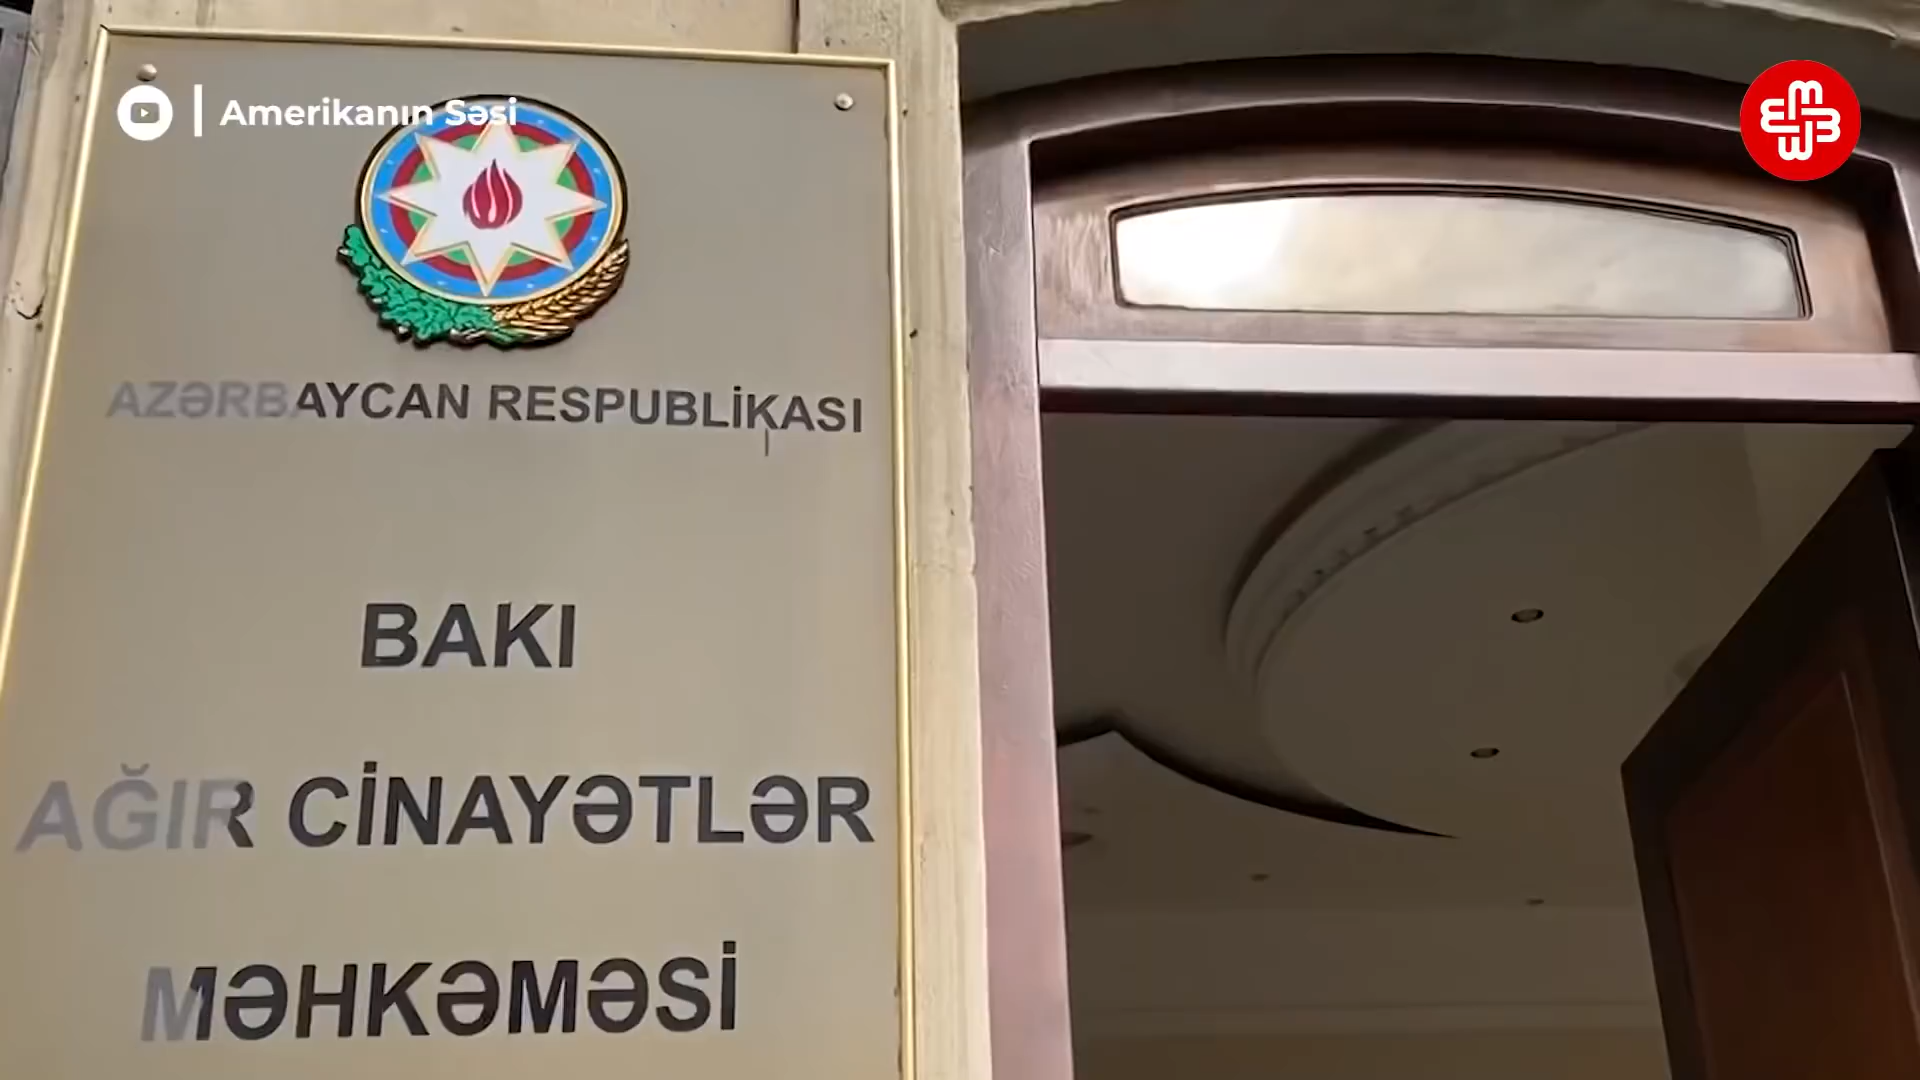 Amerikanın Səsi
AZƏRBAYCAN RESPUBLİKASI
BAKI
AĞIR CİNAYƏTLƏR
MƏHKƏMƏSİ